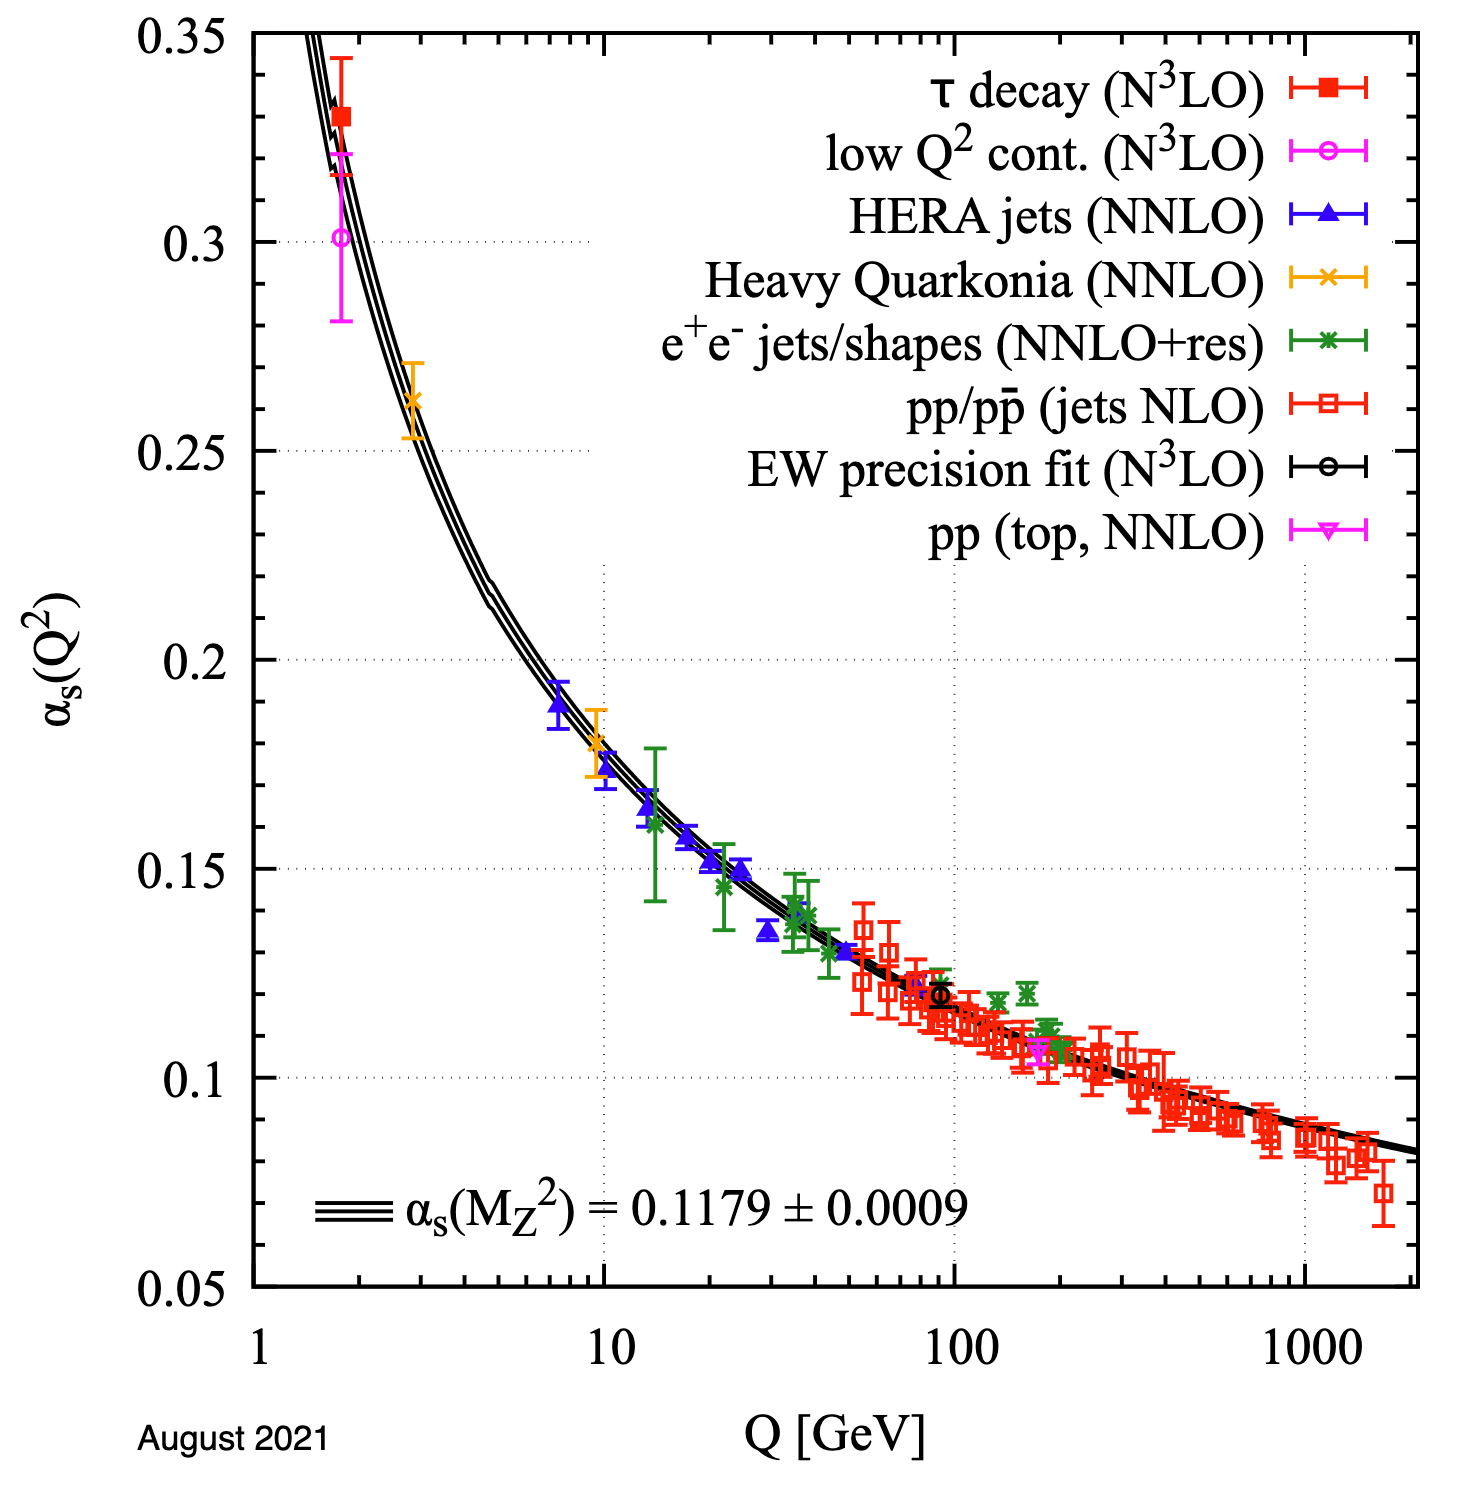 0.35
0.3
0.25
0.2
0.15
0.1
0.05
αs(Q²)
τ decay (N³LO)
low Q² cont. (N³LO)
HERA jets (NNLO)
Heavy Quarkonia (NNLO)
e⁺e⁻ jets/shapes (NNLO+res)
pp/pp̄ (jets NLO)
EW precision fit (N³LO)
pp (top, NNLO)
αs(M_Z²) = 0.1179 ± 0.0009
1 10 100 1000
Q [GeV]
August 2021